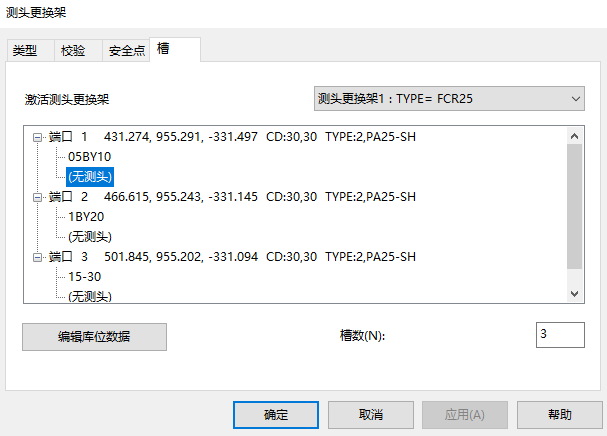 测头更换架
类型 校验 安全点 槽
激活测头更换架 测头更换架1 : TYPE= FCR25
端口 1 431.274, 955.291, -331.497 CD:30,30 TYPE:2,PA25-SH
05BY10
(无测头)
端口 2 466.615, 955.243, -331.145 CD:30,30 TYPE:2,PA25-SH
1BY20
(无测头)
端口 3 501.845, 955.202, -331.094 CD:30,30 TYPE:2,PA25-SH
15-30
(无测头)
编辑库位数据 槽数(N): 3
确定 取消 应用(A) 帮助